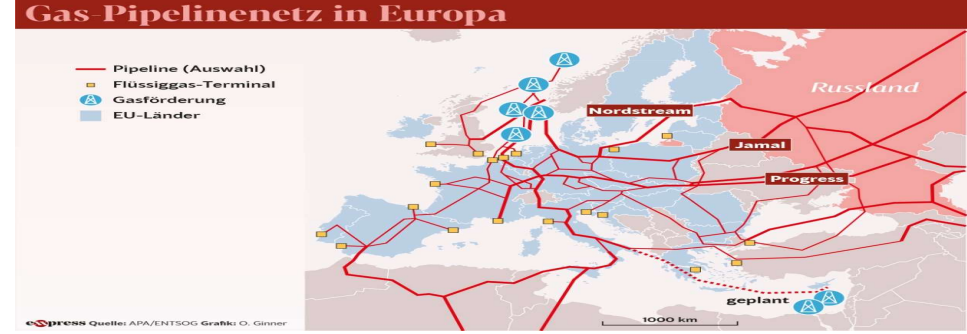 Gas-Pipelinenetz in Europa
Pipeline (Auswahl)
Flüssiggas-Terminal
Gasförderung
EU-Länder
Russland
Nordstream
Jamal
Progress
geplant
1000 km
eXXpress Quelle: APA/ENTSOG Grafik: O. Ginner